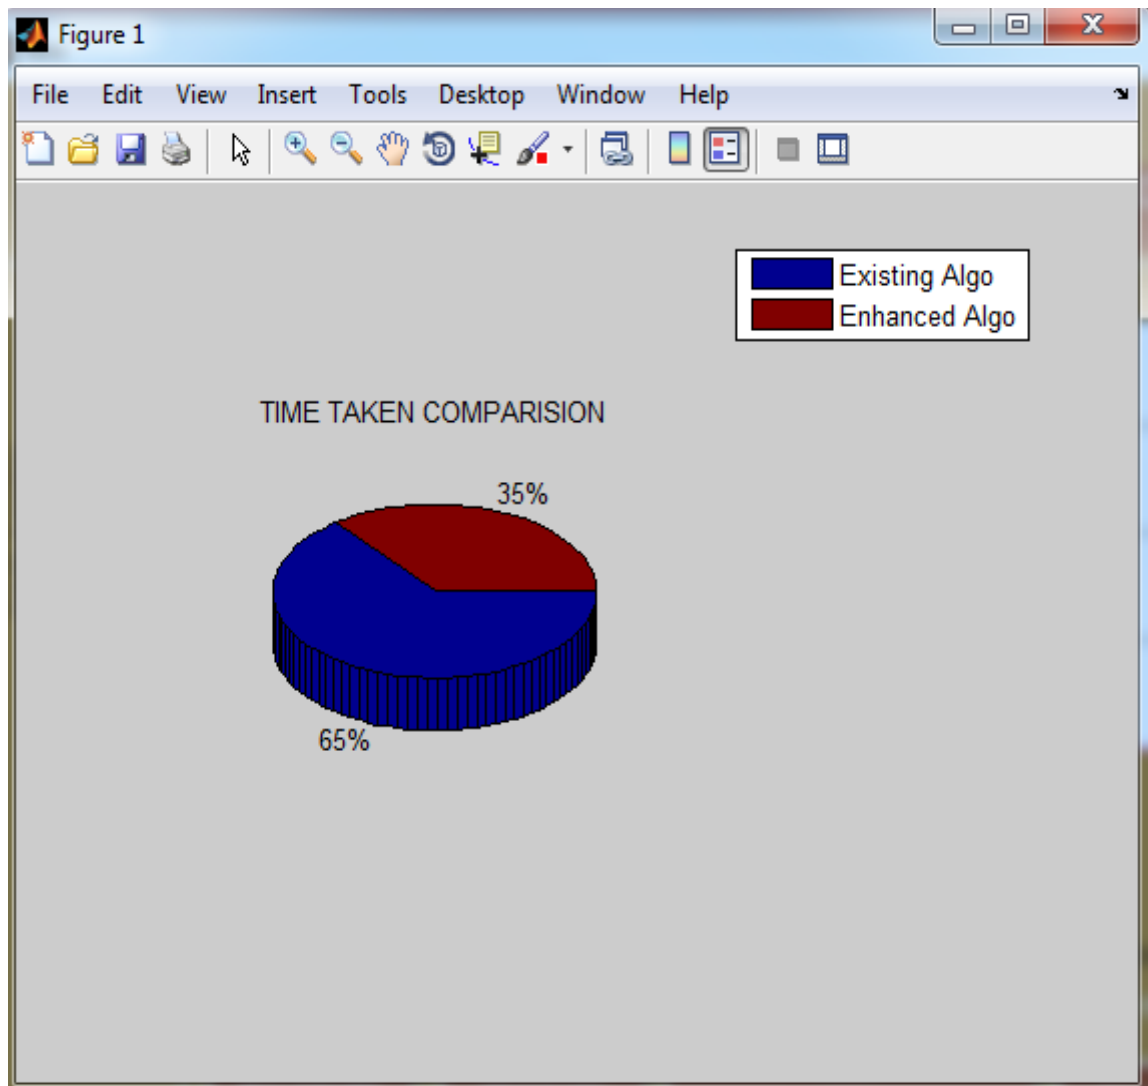 Figure 1
File Edit View Insert Tools Desktop Window Help
Existing Algo
Enhanced Algo
TIME TAKEN COMPARISION
35%
65%